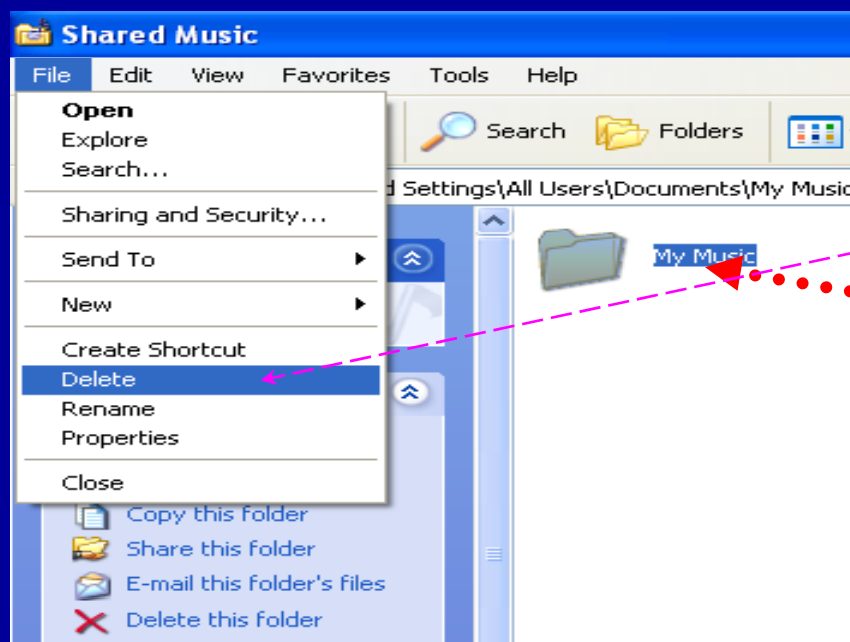 Shared Music
File Edit View Favorites Tools Help
Open
Explore
Search...
Sharing and Security...
Send To
New
Create Shortcut
Delete
Rename
Properties
Close
Search Folders
Settings\All Users\Documents\My Music
My Music
Copy this folder
Share this folder
E-mail this folder's files
Delete this folder